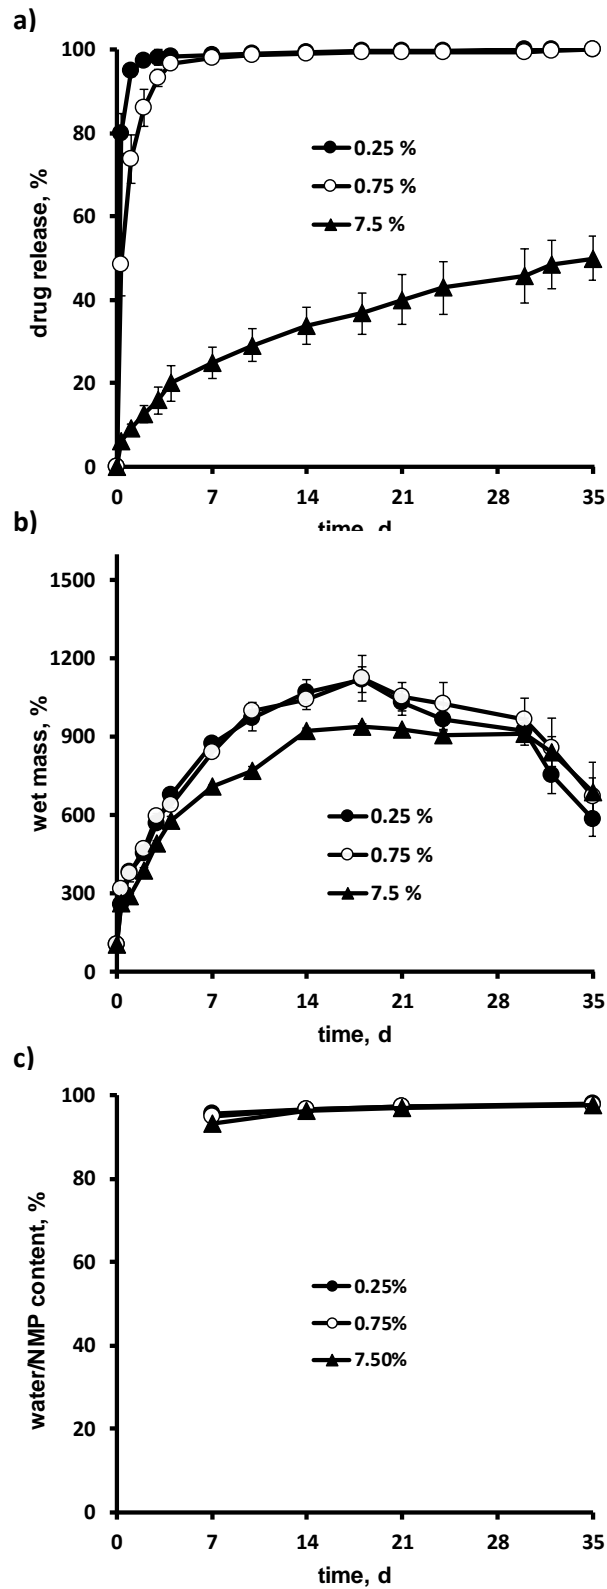 a)
100
80
60
40
20
0
drug release, %
0.25 %
0.75 %
7.5 %
0 7 14 21 28 35
time, d
b)
1500
1200
900
600
300
0
wet mass, %
0.25 %
0.75 %
7.5 %
0 7 14 21 28 35
time, d
c)
100
80
60
40
20
0
water/NMP content, %
0.25%
0.75%
7.50%
0 7 14 21 28 35
time, d